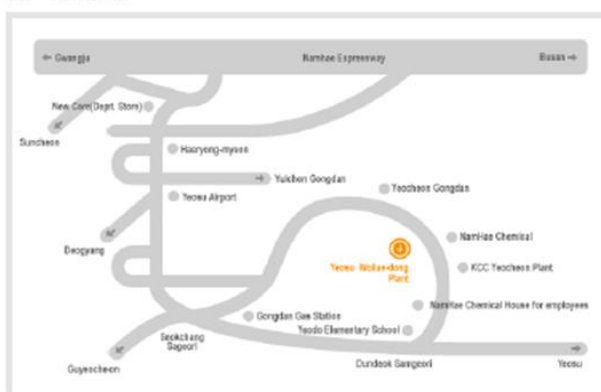 ← Gwangju
Namhae Expressway
Busan →
New Core(Dept. Store)
Suncheon
Haeryong-myeon
Yulchon Gongdan
Yeocheon Gongdan
Yeosu Airport
Deogyang
NamHae Chemical
Yeosu Wollae-dong
Plant
KCC Yeocheon Plant
NamHae Chemical House for employees
Gongdan Gas Station
Yeodo Elementary School
Seokchang
Sageori
Guyeocheon
Dundeok Samgeori
Yeosu